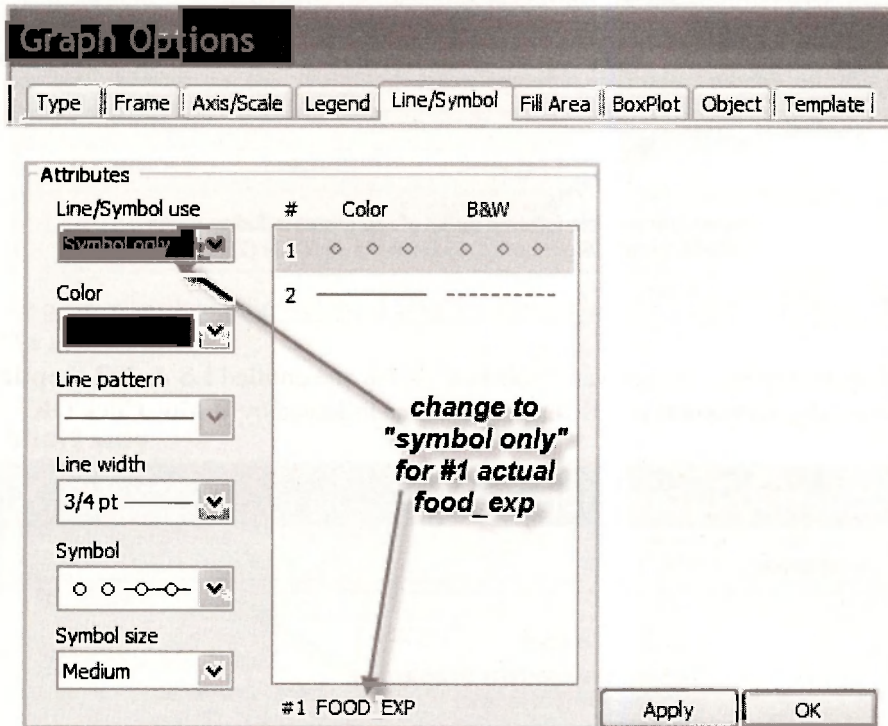 Graph Options
Type Frame Axis/Scale Legend Line/Symbol Fill Area BoxPlot Object Template
Attributes
Line/Symbol use
Symbol only
# Color B&W
1
Color
2
Line pattern
change to
"symbol only"
for #1 actual
food_exp
Line width
3/4 pt
Symbol
Symbol size
Medium
#1 FOOD_EXP
Apply OK